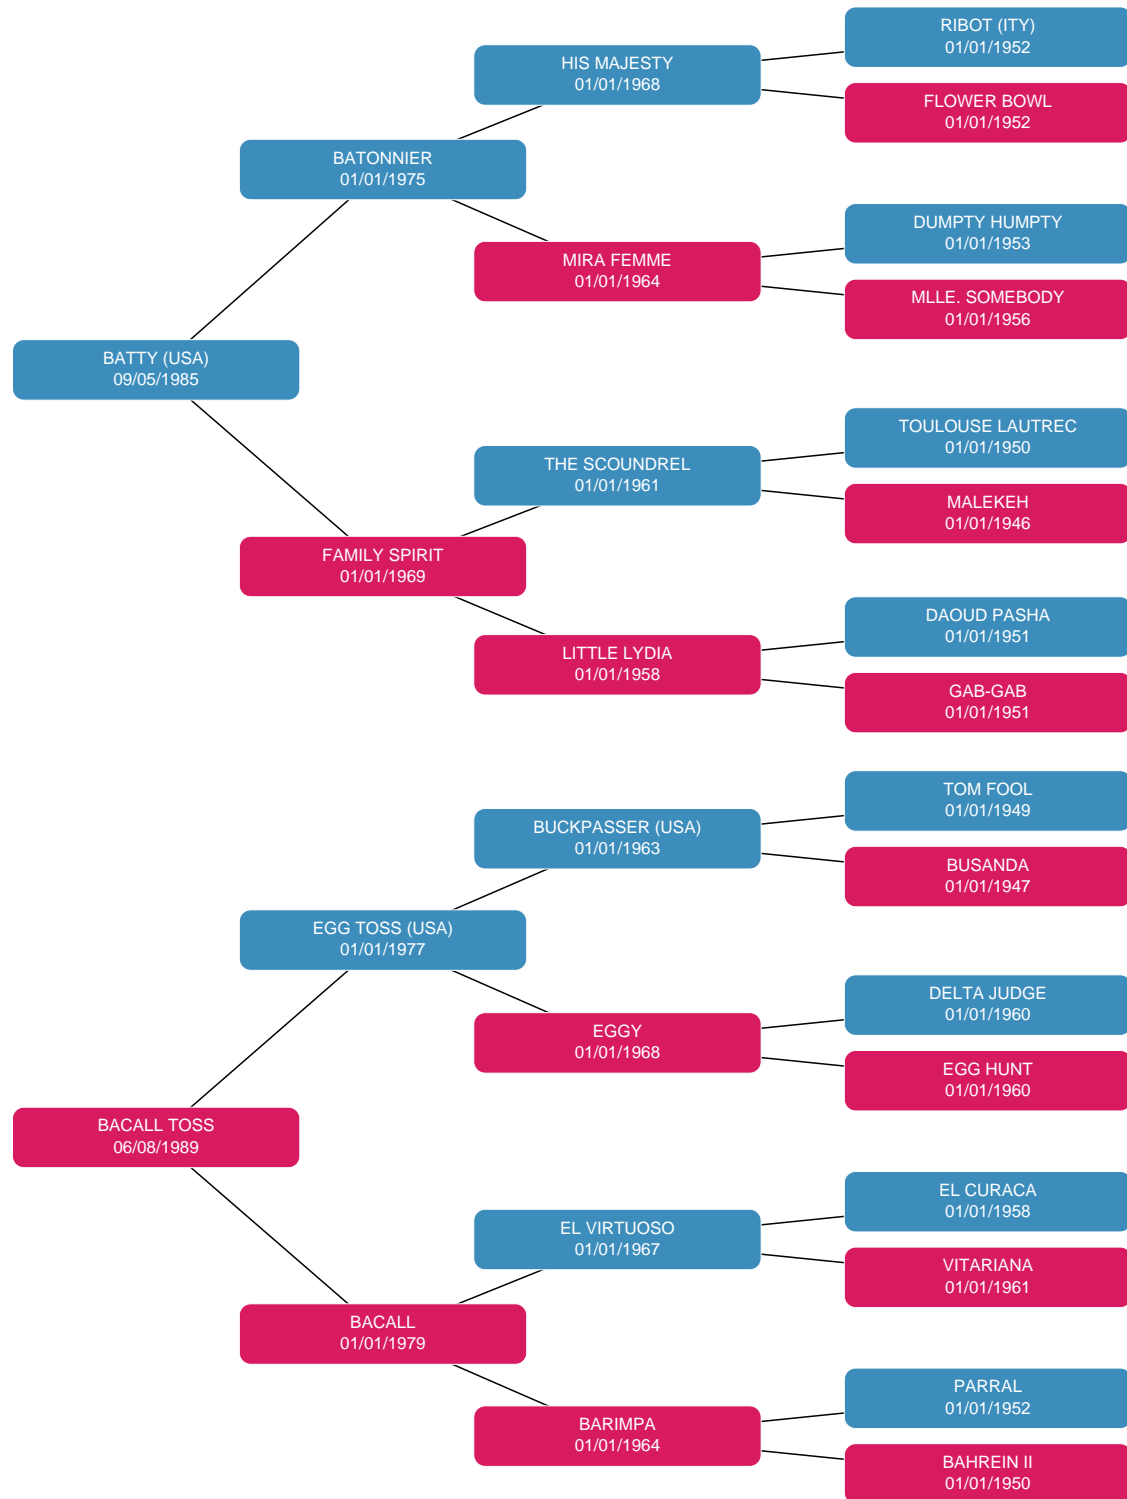 RIBOT (ITY)
01/01/1952
HIS MAJESTY
01/01/1968
FLOWER BOWL
01/01/1952
BATONNIER
01/01/1975
DUMPTY HUMPTY
01/01/1953
MIRA FEMME
01/01/1964
MLLE. SOMEBODY
01/01/1956
BATTY (USA)
09/05/1985
TOULOUSE LAUTREC
01/01/1950
THE SCOUNDREL
01/01/1961
MALEKEH
01/01/1946
FAMILY SPIRIT
01/01/1969
DAOUD PASHA
01/01/1951
LITTLE LYDIA
01/01/1958
GAB-GAB
01/01/1951
TOM FOOL
01/01/1949
BUCKPASSER (USA)
01/01/1963
BUSANDA
01/01/1947
EGG TOSS (USA)
01/01/1977
DELTA JUDGE
01/01/1960
EGGY
01/01/1968
EGG HUNT
01/01/1960
BACALL TOSS
06/08/1989
EL CURACA
01/01/1958
EL VIRTUOSO
01/01/1967
VITARIANA
01/01/1961
BACALL
01/01/1979
PARRAL
01/01/1952
BARIMPA
01/01/1964
BAHREIN II
01/01/1950